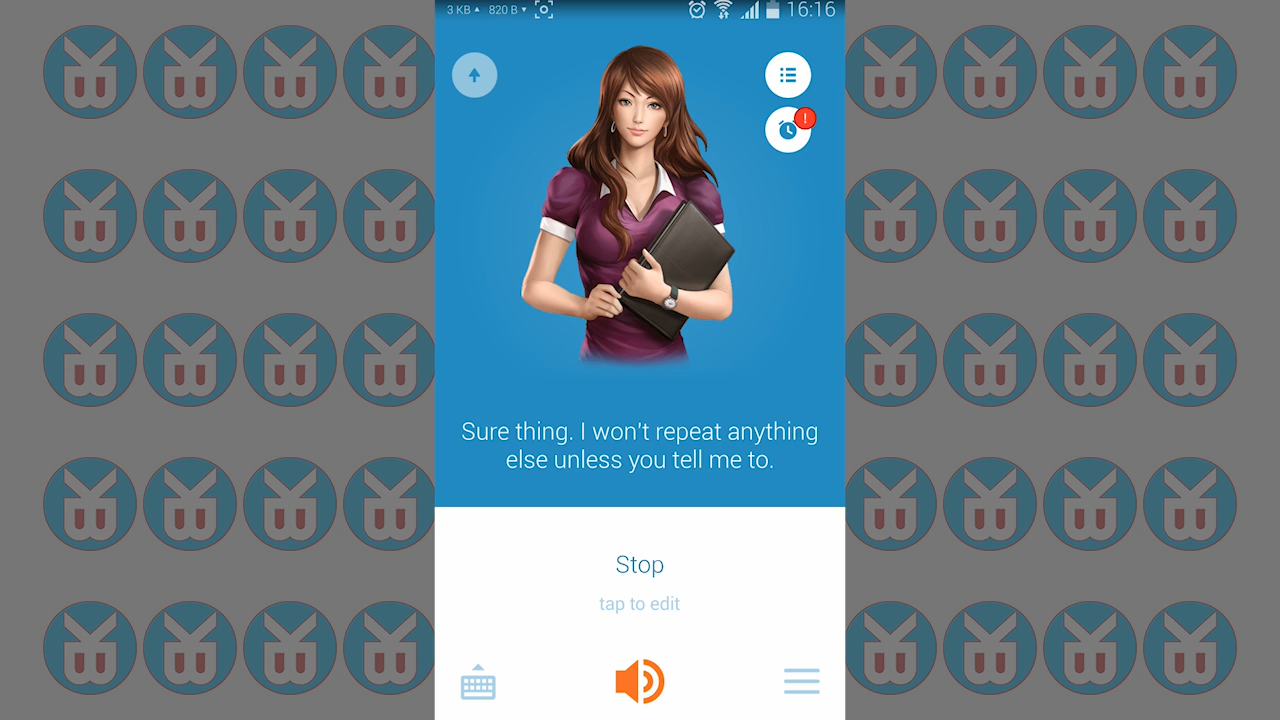 3 KB▲ 820 B▼ 16:16
!
Sure thing. I won't repeat anything
else unless you tell me to.
Stop
tap to edit